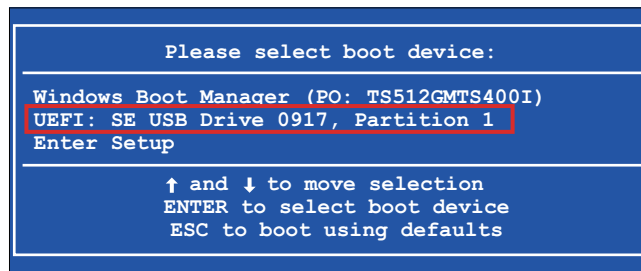 Please select boot device:
Windows Boot Manager (PO: TS512GMTS400I)
UEFI: SE USB Drive 0917, Partition 1
Enter Setup
↑ and ↓ to move selection
ENTER to select boot device
ESC to boot using defaults